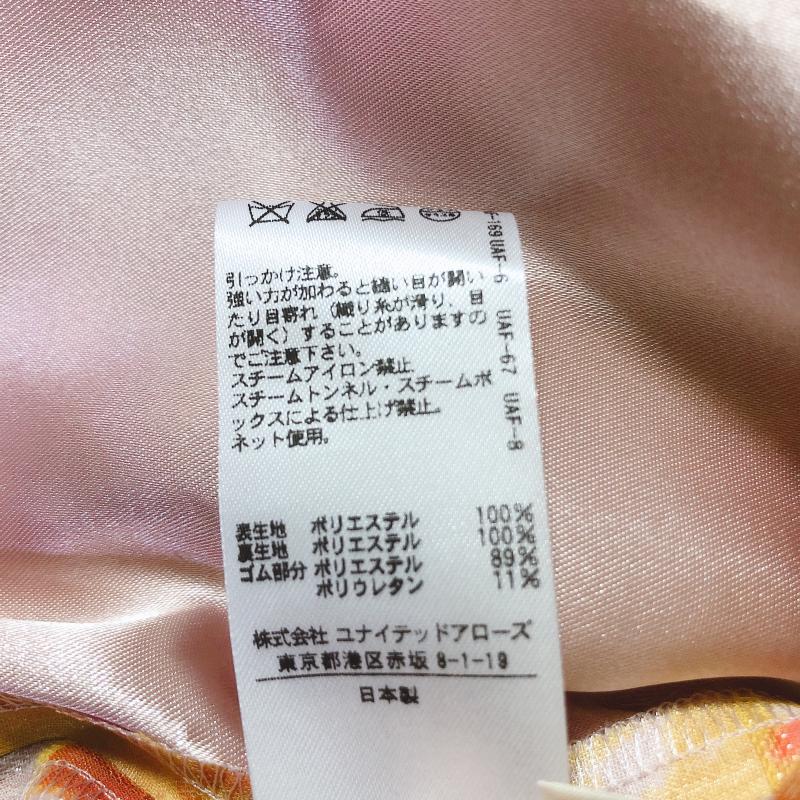 引っかけ注意。
強い力が加わると縫い目が開い
たり目寄れ（織り糸が滑り、目
が開く）することがありますの
でご注意下さい。
スチームアイロン禁止
スチームトンネル・スチームボ
ックスによる仕上げ禁止。
ネット使用。
表生地 ポリエステル 100%
裏生地 ポリエステル 100%
ゴム部分 ポリエステル 89%
ポリウレタン 11%
株式会社 ユナイテッドアローズ
東京都港区赤坂 8-1-19
日本製
-169 UAF-6 UAF-67 UAF-8